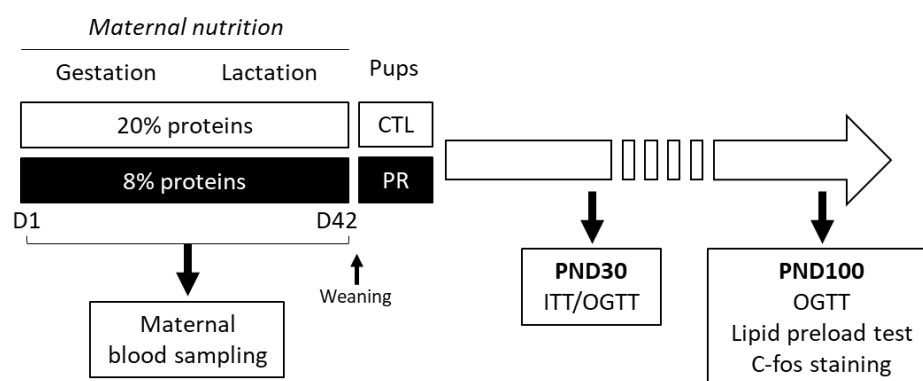 Maternal nutrition
Gestation Lactation Pups
20% proteins CTL
8% proteins PR
D1 D42
Weaning
Maternal
blood sampling
PND30
ITT/OGTT
PND100
OGTT
Lipid preload test
C-fos staining